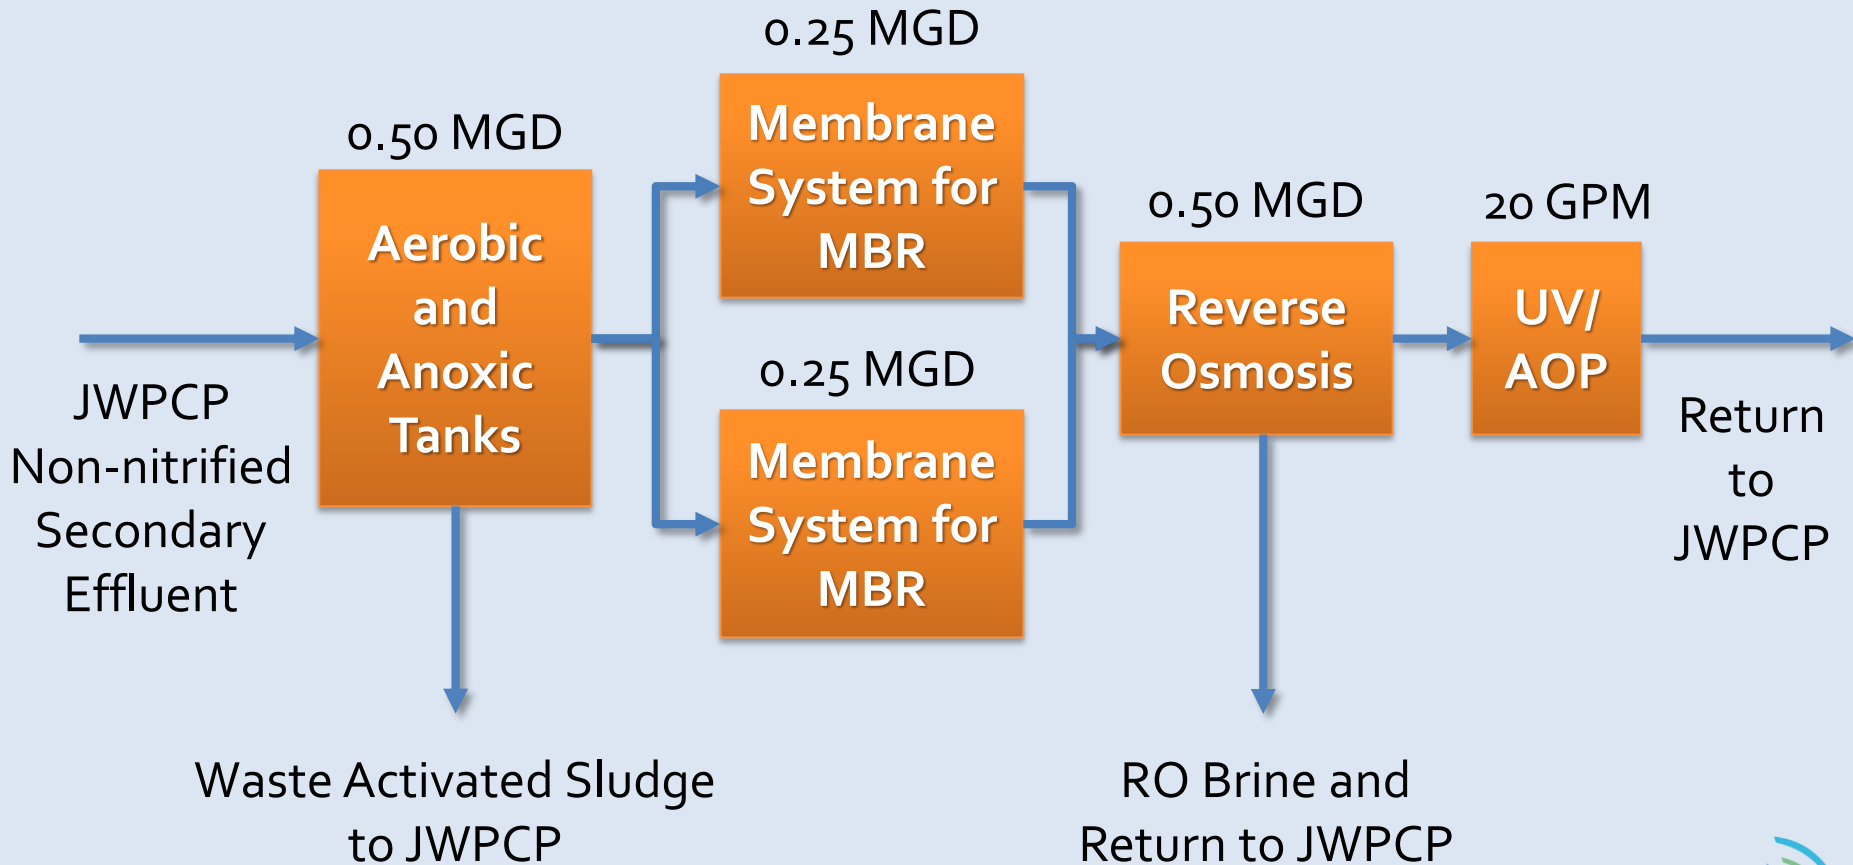 0.25 MGD
Membrane
System for
MBR
0.50 MGD
Aerobic
and
Anoxic
Tanks
JWPCP
Non-nitrified
Secondary
Effluent
0.25 MGD
Membrane
System for
MBR
0.50 MGD
Reverse
Osmosis
20 GPM
UV/
AOP
Return
to
JWPCP
Waste Activated Sludge
to JWPCP
RO Brine and
Return to JWPCP